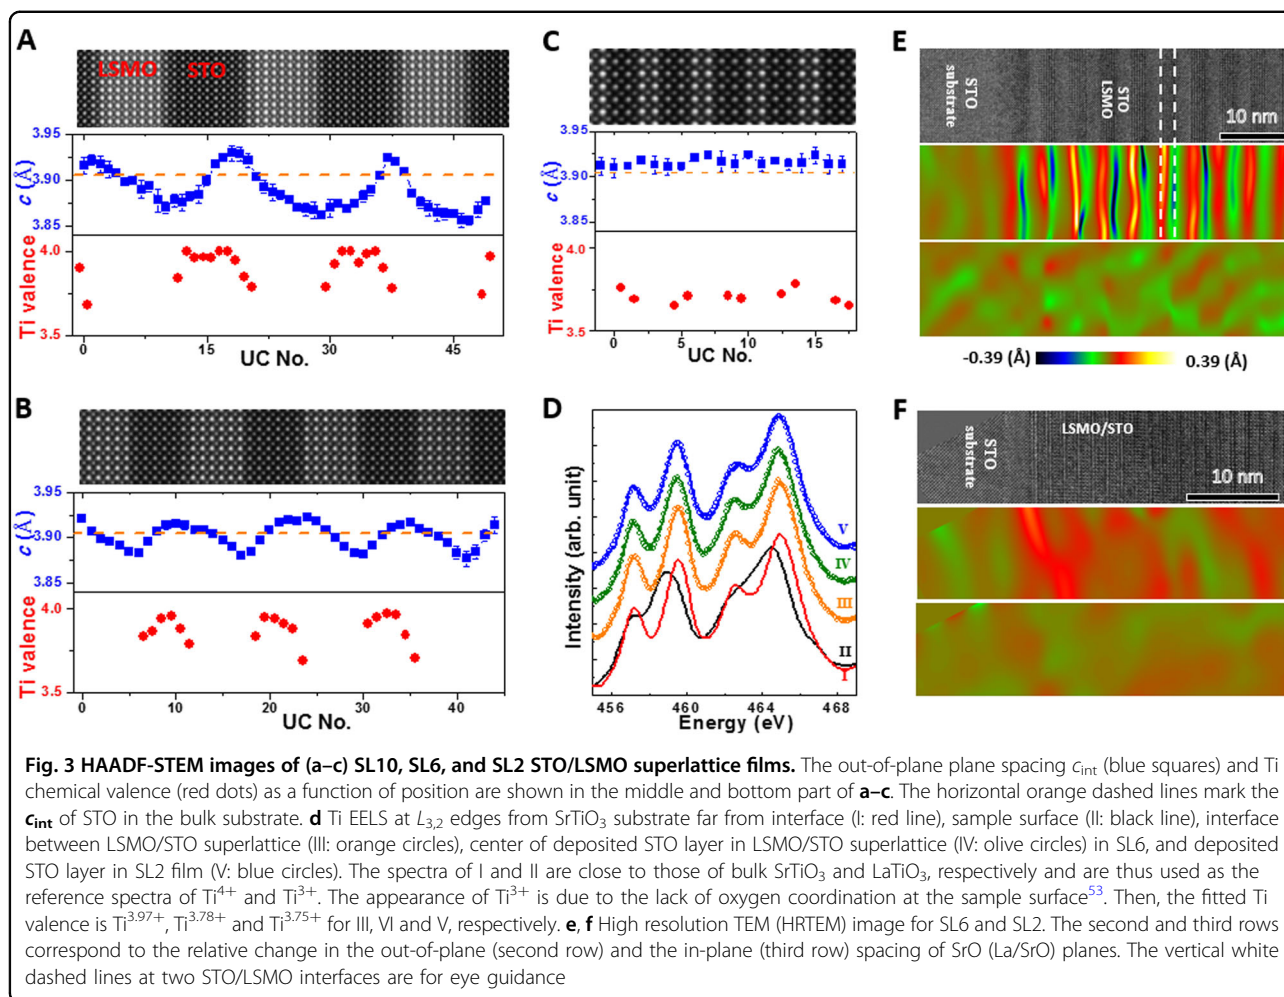 A
LSMO STO
3.95
3.90
3.85
c (Å)
4.0
3.5
Ti valence
0 15 30 45
UC No.
B
3.95
3.90
3.85
c (Å)
4.0
3.5
Ti valence
0 10 20 30 40
UC No.
C
3.95
3.90
3.85
c (Å)
4.0
3.5
Ti valence
0 5 10 15
UC No.
D
Intensity (arb. unit)
V
IV
III
II
I
456 460 464 468
Energy (eV)
E
STO
substrate
STO
LSMO
10 nm
-0.39 (Å) 0.39 (Å)
F
STO
substrate
LSMO/STO
10 nm
Fig. 3 HAADF-STEM images of (a–c) SL10, SL6, and SL2 STO/LSMO superlattice films. The out-of-plane plane spacing cint (blue squares) and Ti
chemical valence (red dots) as a function of position are shown in the middle and bottom part of a–c. The horizontal orange dashed lines mark the
cint of STO in the bulk substrate. d Ti EELS at L3,2 edges from SrTiO3 substrate far from interface (I: red line), sample surface (II: black line), interface
between LSMO/STO superlattice (III: orange circles), center of deposited STO layer in LSMO/STO superlattice (IV: olive circles) in SL6, and deposited
STO layer in SL2 film (V: blue circles). The spectra of I and II are close to those of bulk SrTiO3 and LaTiO3, respectively and are thus used as the
reference spectra of Ti4+ and Ti3+. The appearance of Ti3+ is due to the lack of oxygen coordination at the sample surface53. Then, the fitted Ti
valence is Ti3.97+, Ti3.78+ and Ti3.75+ for III, VI and V, respectively. e, f High resolution TEM (HRTEM) image for SL6 and SL2. The second and third rows
correspond to the relative change in the out-of-plane (second row) and the in-plane (third row) spacing of SrO (La/SrO) planes. The vertical white
dashed lines at two STO/LSMO interfaces are for eye guidance